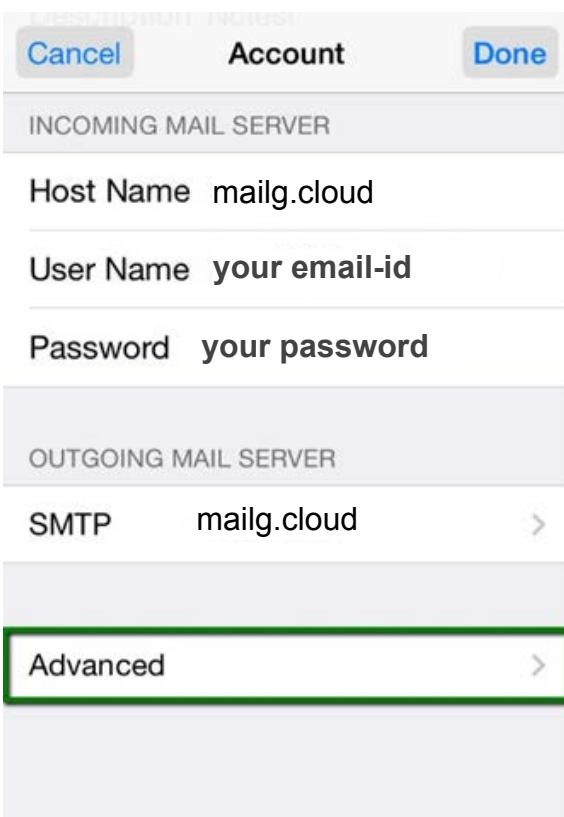 Cancel Account Done
INCOMING MAIL SERVER
Host Name mailg.cloud
User Name your email-id
Password your password
OUTGOING MAIL SERVER
SMTP mailg.cloud
Advanced